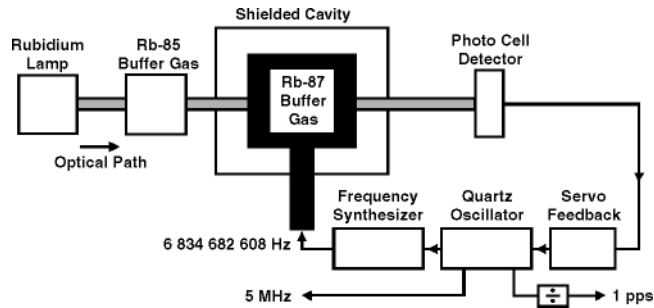 Shielded Cavity
Rubidium
Lamp
Rb-85
Buffer Gas
Rb-87
Buffer
Gas
Photo Cell
Detector
Optical Path
Frequency
Synthesizer
Quartz
Oscillator
Servo
Feedback
6 834 682 608 Hz
5 MHz
÷
1 pps